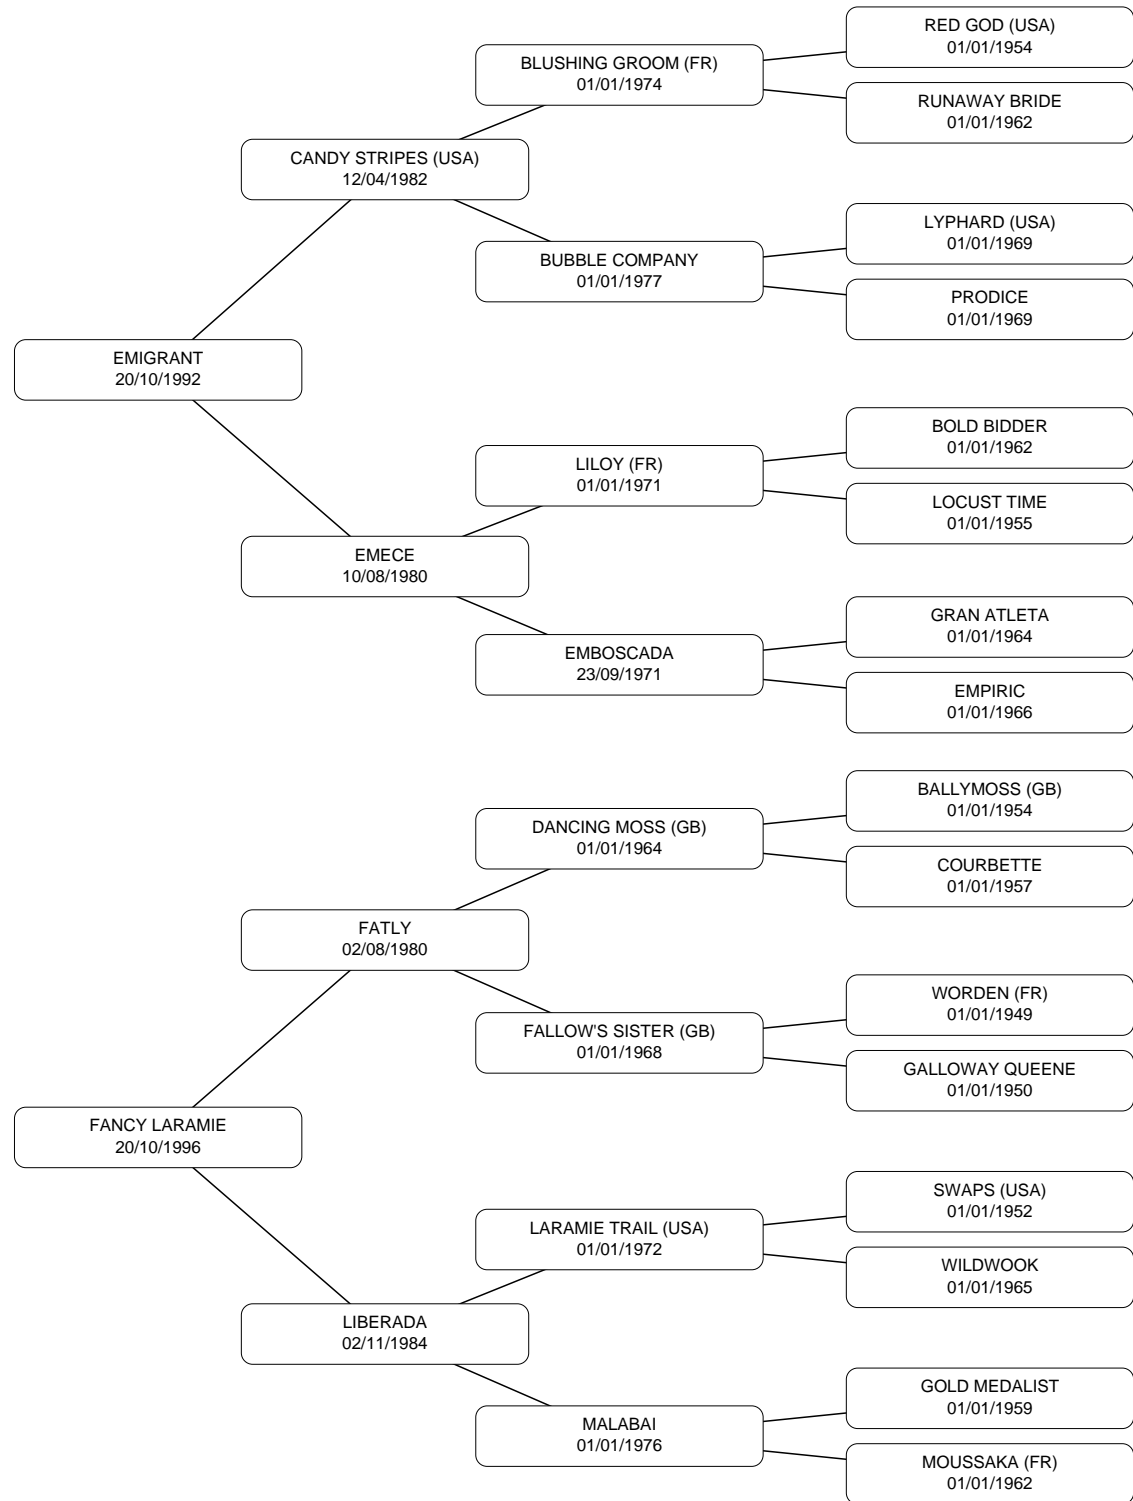 RED GOD (USA)
01/01/1954
BLUSHING GROOM (FR)
01/01/1974
RUNAWAY BRIDE
01/01/1962
CANDY STRIPES (USA)
12/04/1982
LYPHARD (USA)
01/01/1969
BUBBLE COMPANY
01/01/1977
PRODICE
01/01/1969
EMIGRANT
20/10/1992
BOLD BIDDER
01/01/1962
LILOY (FR)
01/01/1971
LOCUST TIME
01/01/1955
EMECE
10/08/1980
GRAN ATLETA
01/01/1964
EMBOSCADA
23/09/1971
EMPIRIC
01/01/1966
BALLYMOSS (GB)
01/01/1954
DANCING MOSS (GB)
01/01/1964
COURBETTE
01/01/1957
FATLY
02/08/1980
WORDEN (FR)
01/01/1949
FALLOW'S SISTER (GB)
01/01/1968
GALLOWAY QUEENE
01/01/1950
FANCY LARAMIE
20/10/1996
SWAPS (USA)
01/01/1952
LARAMIE TRAIL (USA)
01/01/1972
WILDWOOK
01/01/1965
LIBERADA
02/11/1984
GOLD MEDALIST
01/01/1959
MALABAI
01/01/1976
MOUSSAKA (FR)
01/01/1962